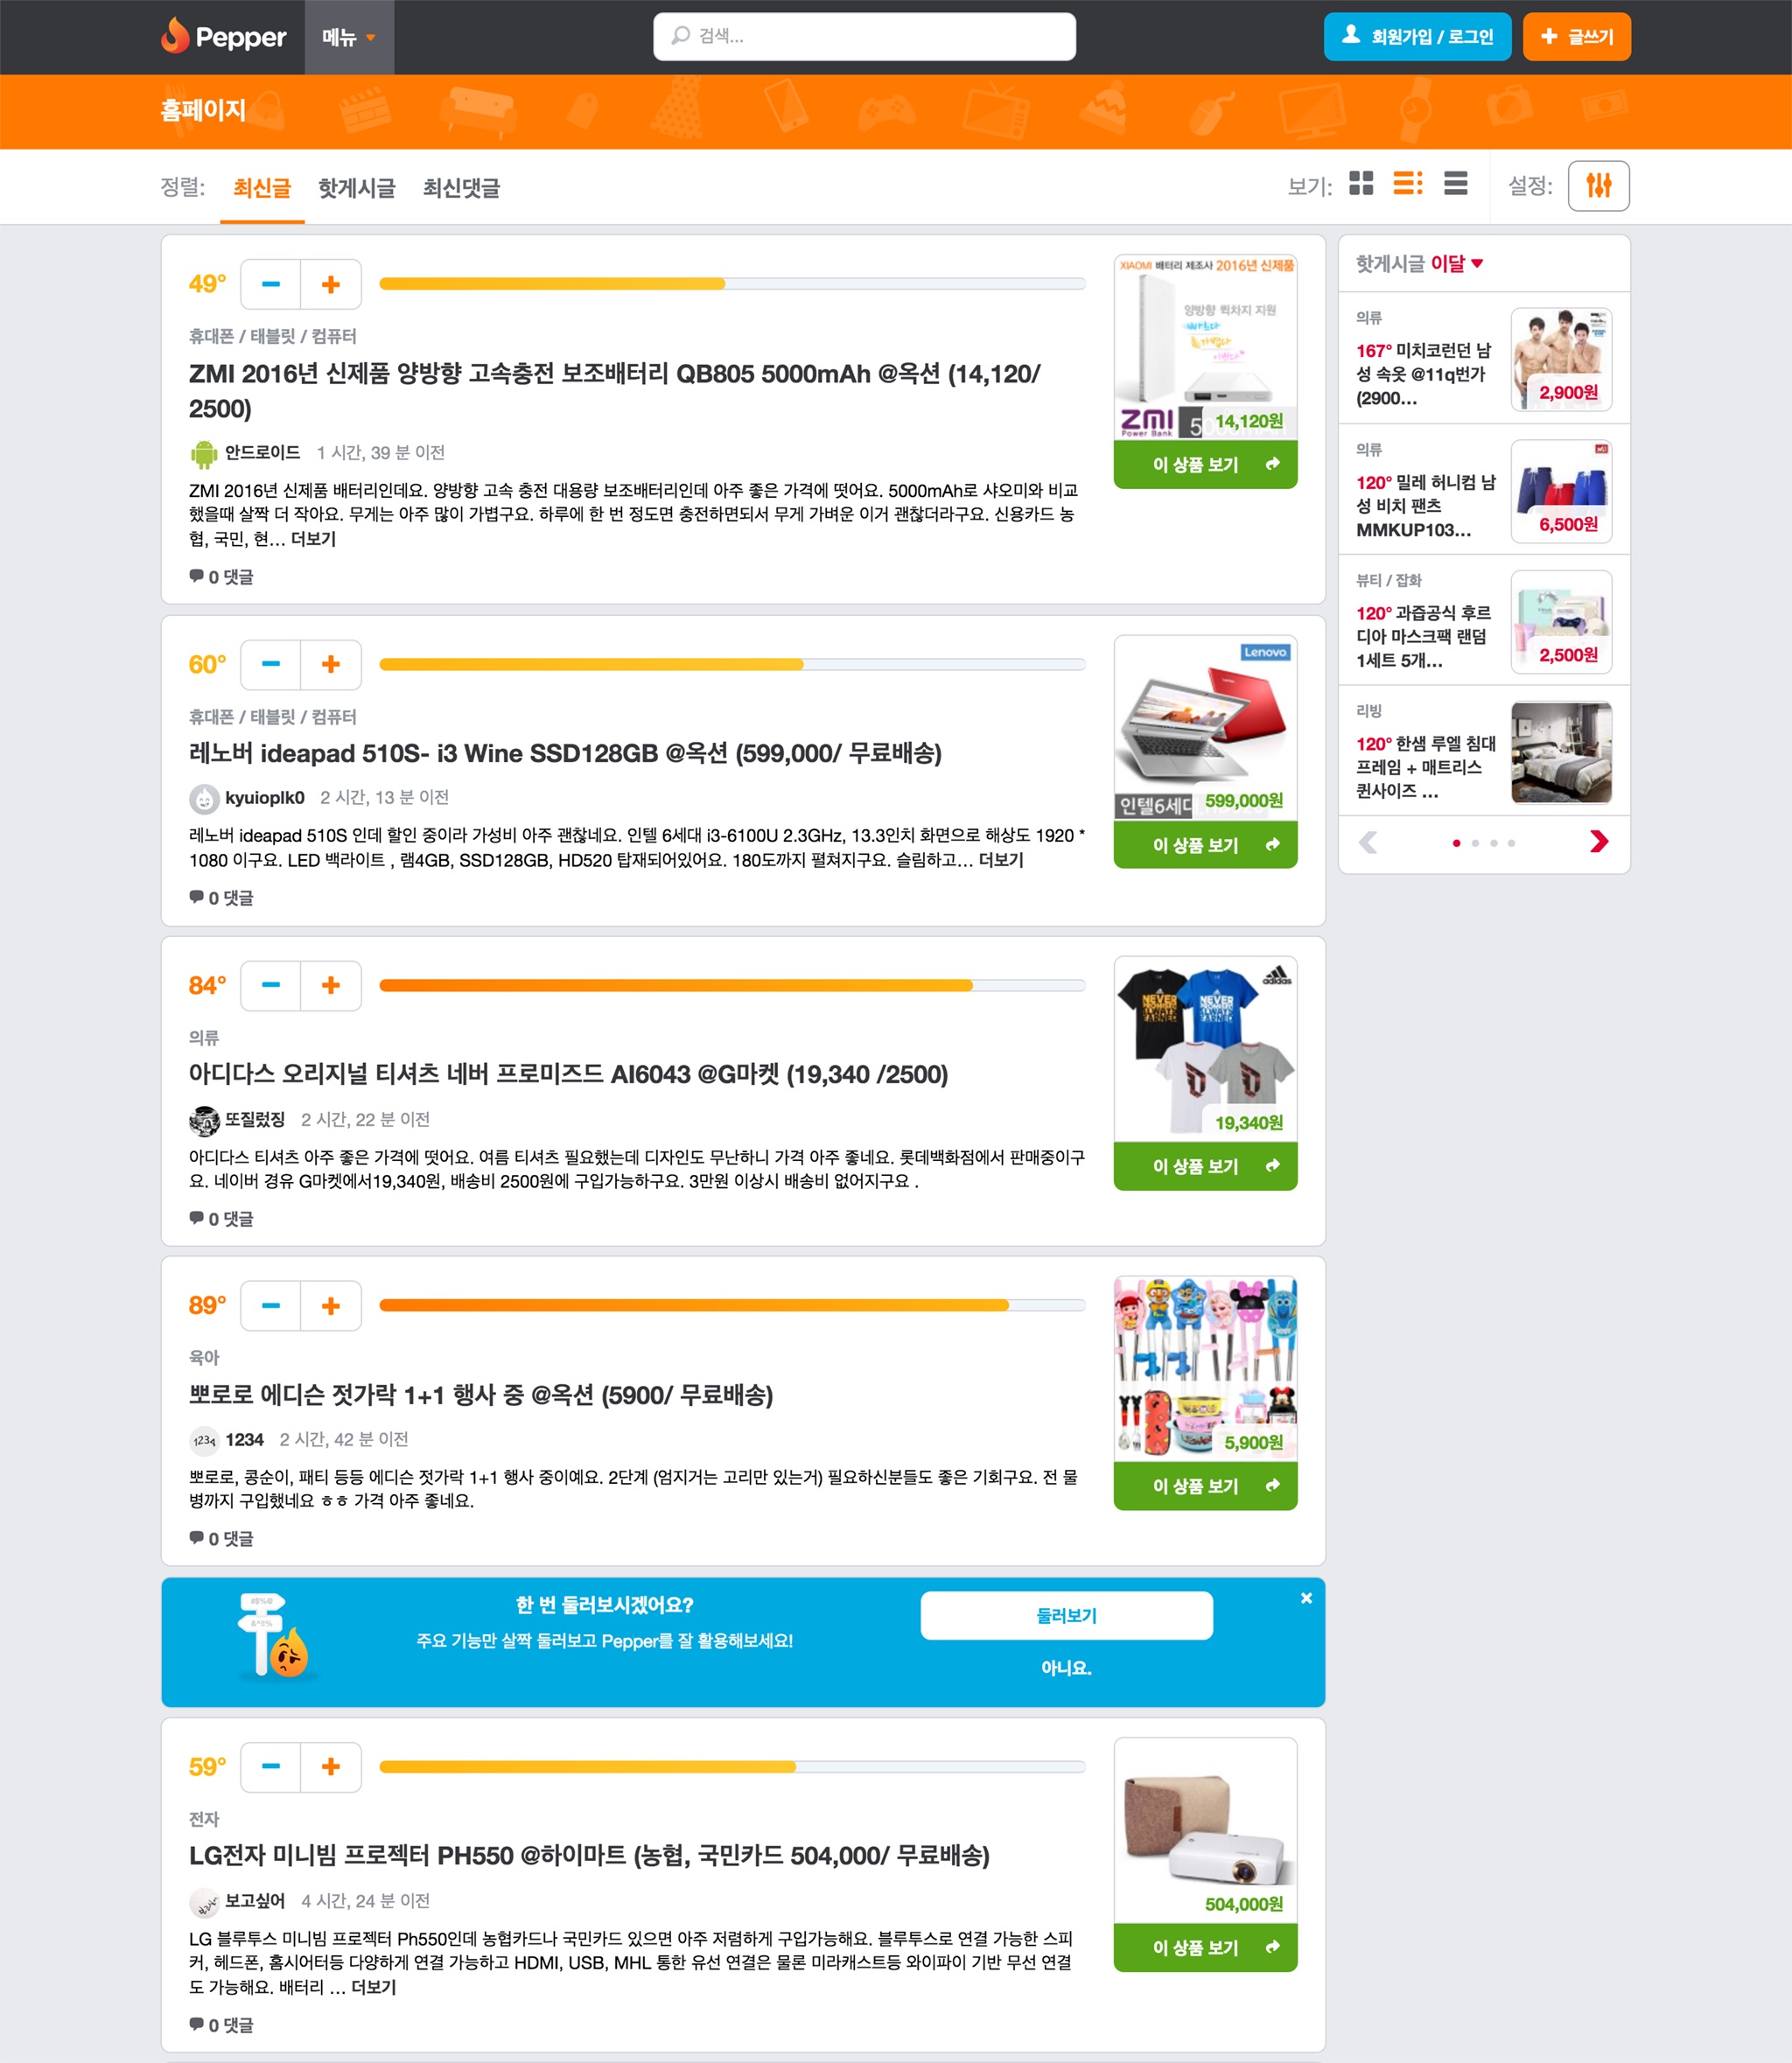 Pepper
메뉴
검색...
회원가입 / 로그인
글쓰기
홈페이지
정렬: 최신글 핫게시글 최신댓글
보기: 설정:
49°
휴대폰 / 태블릿 / 컴퓨터
ZMI 2016년 신제품 양방향 고속충전 보조배터리 QB805 5000mAh @옥션 (14,120/
2500)
안드로이드 1 시간, 39 분 이전
ZMI 2016년 신제품 배터리인데요. 양방향 고속 충전 대용량 보조배터리인데 아주 좋은 가격에 떳어요. 5000mAh로 샤오미와 비교
했을때 살짝 더 작아요. 무게는 아주 많이 가볍구요. 하루에 한 번 정도면 충전하면되서 무게 가벼운 이거 괜찮더라구요. 신용카드 농
협, 국민, 현... 더보기
0 댓글
XIAOMI 배터리 제조사 2016년 신제품
양방향 퀵차지 지원
빠르다
가볍다
이쁘다
ZMI
Power Bank
14,120원
이 상품 보기
60°
휴대폰 / 태블릿 / 컴퓨터
레노버 ideapad 510S- i3 Wine SSD128GB @옥션 (599,000/ 무료배송)
kyuioplk0 2 시간, 13 분 이전
레노버 ideapad 510S 인데 할인 중이라 가성비 아주 괜찮네요. 인텔 6세대 i3-6100U 2.3GHz, 13.3인치 화면으로 해상도 1920 *
1080 이구요. LED 백라이트 , 램4GB, SSD128GB, HD520 탑재되어있어요. 180도까지 펼쳐지구요. 슬림하고... 더보기
0 댓글
Lenovo
인텔6세대
599,000원
이 상품 보기
84°
의류
아디다스 오리지널 티셔츠 네버 프로미즈드 AI6043 @G마켓 (19,340 /2500)
또질렀징 2 시간, 22 분 이전
아디다스 티셔츠 아주 좋은 가격에 떳어요. 여름 티셔츠 필요했는데 디자인도 무난하니 가격 아주 좋네요. 롯데백화점에서 판매중이구
요. 네이버 경유 G마켓에서19,340원, 배송비 2500원에 구입가능하구요. 3만원 이상시 배송비 없어지구요 .
0 댓글
adidas
NEVER PROMISED ALWAYS EARNED
NEVER PROMISED ALWAYS EARNED
19,340원
이 상품 보기
89°
육아
뽀로로 에디슨 젓가락 1+1 행사 중 @옥션 (5900/ 무료배송)
1234 1234 2 시간, 42 분 이전
뽀로로, 콩순이, 패티 등등 에디슨 젓가락 1+1 행사 중이예요. 2단계 (엄지거는 고리만 있는거) 필요하신분들도 좋은 기회구요. 전 물
병까지 구입했네요 ㅎㅎ 가격 아주 좋네요.
0 댓글
5,900원
이 상품 보기
#$%@
&*@%
한 번 둘러보시겠어요?
주요 기능만 살짝 둘러보고 Pepper를 잘 활용해보세요!
둘러보기
아니요.
59°
전자
LG전자 미니빔 프로젝터 PH550 @하이마트 (농협, 국민카드 504,000/ 무료배송)
보고싶어 4 시간, 24 분 이전
LG 블루투스 미니빔 프로젝터 Ph550인데 농협카드나 국민카드 있으면 아주 저렴하게 구입가능해요. 블루투스로 연결 가능한 스피
커, 헤드폰, 홈시어터등 다양하게 연결 가능하고 HDMI, USB, MHL 통한 유선 연결은 물론 미라캐스트등 와이파이 기반 무선 연결
도 가능해요. 배터리 ... 더보기
0 댓글
504,000원
이 상품 보기
핫게시글 이달
의류
167° 미치코런던 남
성 속옷 @11q번가
(2900...
2,900원
의류
120° 밀레 허니컴 남
성 비치 팬츠
MMKUP103...
6,500원
뷰티 / 잡화
120° 과즙공식 후르
디아 마스크팩 랜덤
1세트 5개...
2,500원
리빙
120° 한샘 루엘 침대
프레임 + 매트리스
퀸사이즈 ...